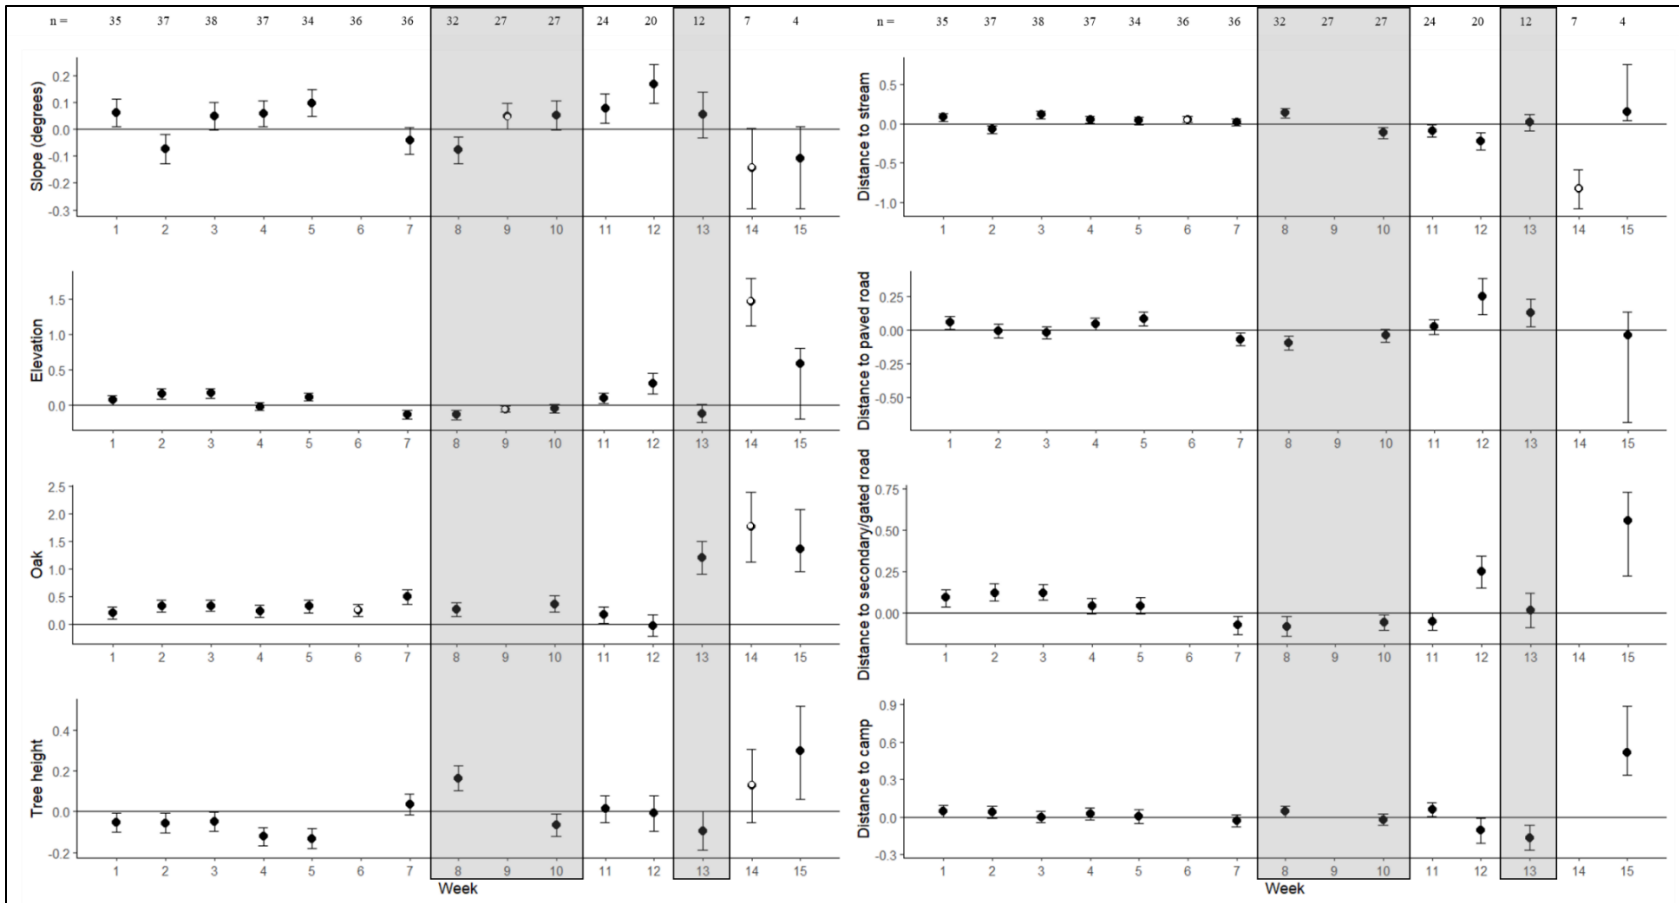 n = 35 37 38 37 34 36 36 32 27 27 24 20 12 7 4
n = 35 37 38 37 34 36 36 32 27 27 24 20 12 7 4
Slope (degrees)
0.2
0.1
0.0
-0.1
-0.2
-0.3
1 2 3 4 5 6 7 8 9 10 11 12 13 14 15
Distance to stream
0.5
0.0
-0.5
-1.0
1 2 3 4 5 6 7 8 9 10 11 12 13 14 15
Elevation
1.5
1.0
0.5
0.0
1 2 3 4 5 6 7 8 9 10 11 12 13 14 15
Distance to paved road
0.25
0.00
-0.25
-0.50
1 2 3 4 5 6 7 8 9 10 11 12 13 14 15
Oak
2.5
2.0
1.5
1.0
0.5
0.0
1 2 3 4 5 6 7 8 9 10 11 12 13 14 15
Distance to secondary/gated road
0.75
0.50
0.25
0.00
1 2 3 4 5 6 7 8 9 10 11 12 13 14 15
Tree height
0.4
0.2
0.0
-0.2
1 2 3 4 5 6 7 8 9 10 11 12 13 14 15
Week
Distance to camp
0.9
0.6
0.3
0.0
-0.3
1 2 3 4 5 6 7 8 9 10 11 12 13 14 15
Week